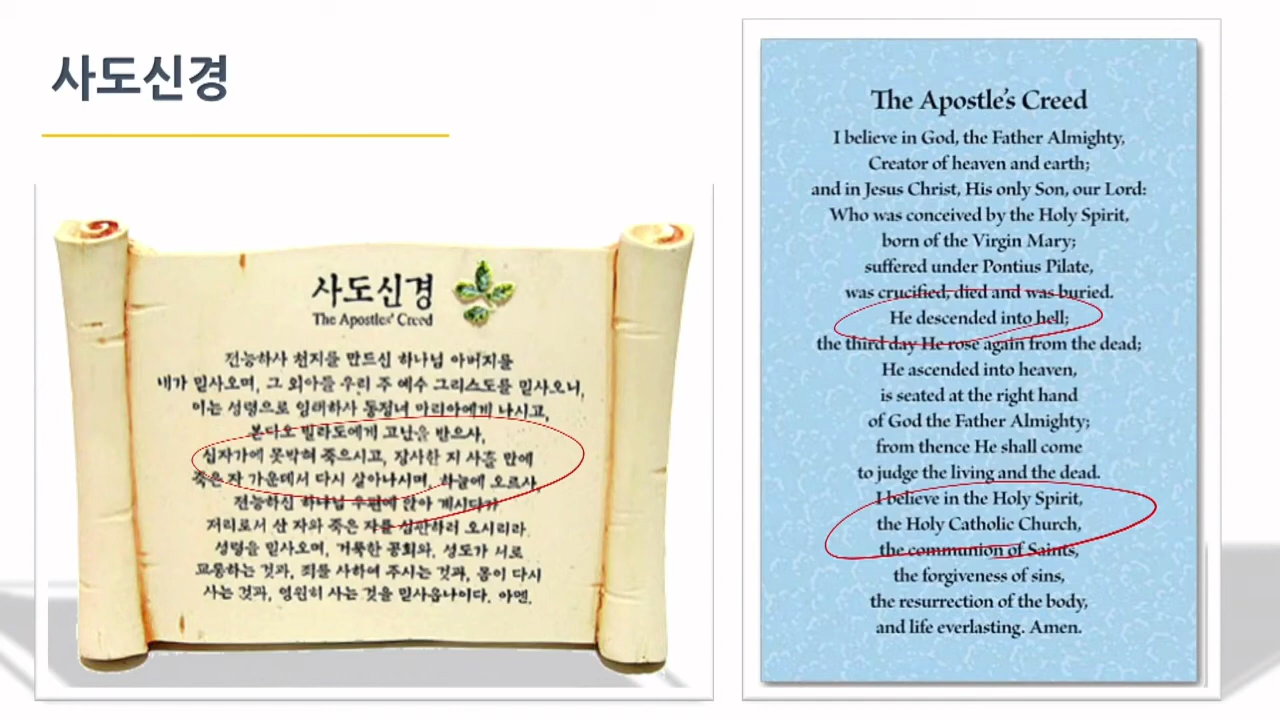 사도신경
사도신경
The Apostles' Creed
전능하사 천지를 만드신 하나님 아버지를
내가 믿사오며, 그 외아들 우리 주 예수 그리스도를 믿사오니,
이는 성령으로 잉태하사 동정녀 마리아에게 나시고,
본디오 빌라도에게 고난을 받으사,
십자가에 못박혀 죽으시고, 장사한 지 사흘 만에
죽은 자 가운데서 다시 살아나시며, 하늘에 오르사,
전능하신 하나님 우편에 앉아 계시다가
저리로서 산 자와 죽은 자를 심판하러 오시리라.
성령을 믿사오며, 거룩한 공회와, 성도가 서로
교통하는 것과, 죄를 사하여 주시는 것과, 몸이 다시
사는 것과, 영원히 사는 것을 믿사옵나이다. 아멘.
The Apostle's Creed
I believe in God, the Father Almighty,
Creator of heaven and earth;
and in Jesus Christ, His only Son, our Lord:
Who was conceived by the Holy Spirit,
born of the Virgin Mary;
suffered under Pontius Pilate,
was crucified, died and was buried.
He descended into hell;
the third day He rose again from the dead;
He ascended into heaven,
is seated at the right hand
of God the Father Almighty;
from thence He shall come
to judge the living and the dead.
I believe in the Holy Spirit,
the Holy Catholic Church,
the communion of Saints,
the forgiveness of sins,
the resurrection of the body,
and life everlasting. Amen.